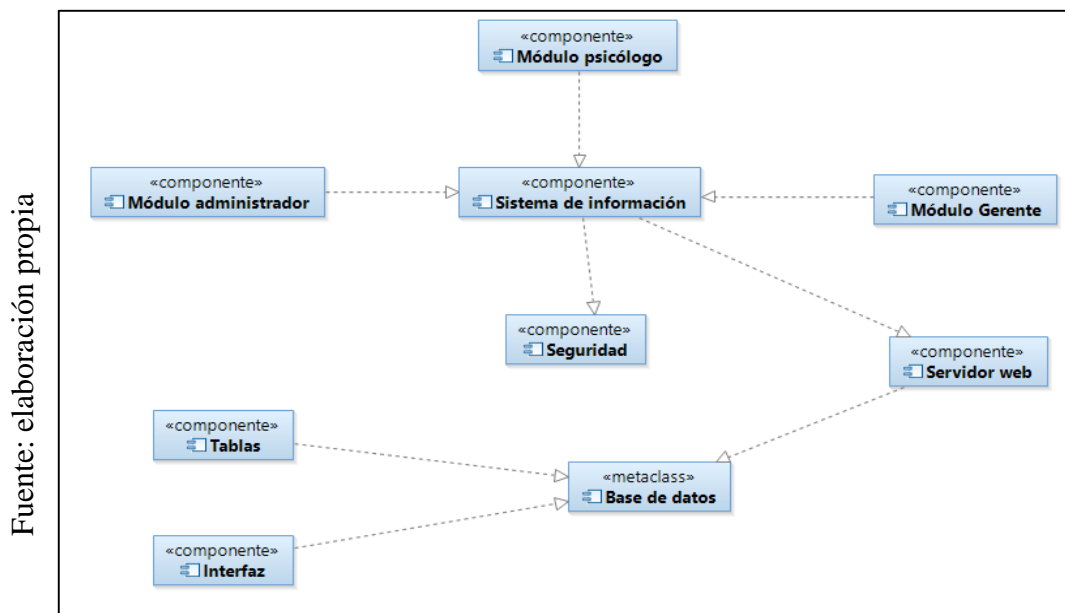 «componente»
Módulo psicólogo
«componente»
Módulo administrador
«componente»
Sistema de información
«componente»
Módulo Gerente
«componente»
Seguridad
«componente»
Servidor web
«componente»
Tablas
«metaclass»
Base de datos
«componente»
Interfaz
Fuente: elaboración propia